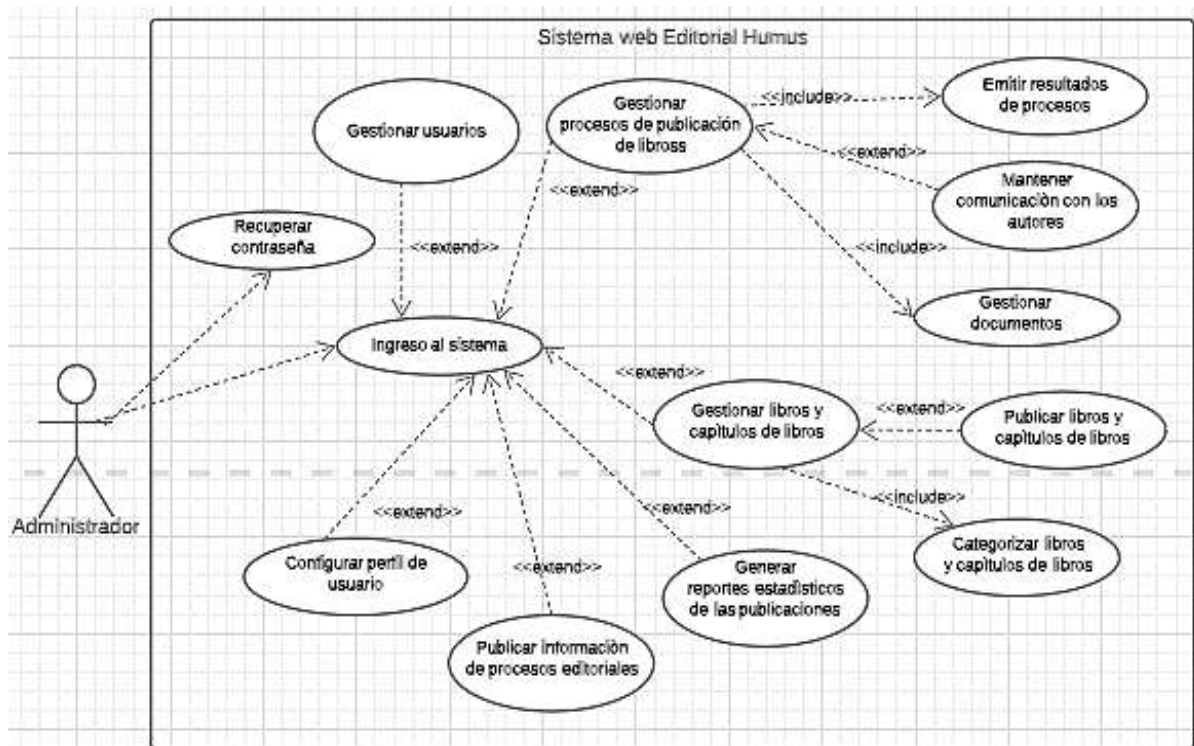 Sistema web Editorial Humus
Gestionar usuarios
Gestionar
procesos de publicación
de libross
<<include>>
Emitir resultados
de procesos
<<extend>>
Mantener
comunicación con los
autores
<<extend>>
Recuperar
contraseña
<<extend>>
<<include>>
Gestionar
documentos
Ingreso al sistema
<<extend>>
Gestionar libros y
capítulos de libros
<<extend>>
Publicar libros y
capítulos de libros
<<include>>
Administrador
<<extend>>
<<extend>>
Categorizar libros
y capítulos de libros
Configurar perfil de
usuario
<<extend>>
Generar
reportes estadísticos
de las publicaciones
Publicar información
de procesos editoriales